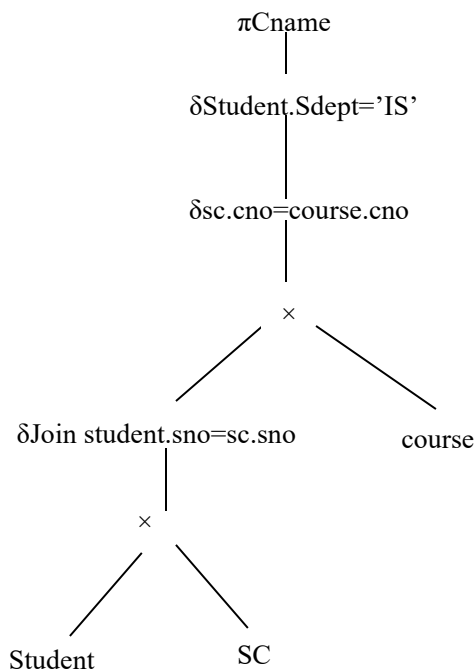 πCname
δStudent.Sdept=’IS’
δsc.cno=course.cno
×
δJoin student.sno=sc.sno
course
×
Student
SC